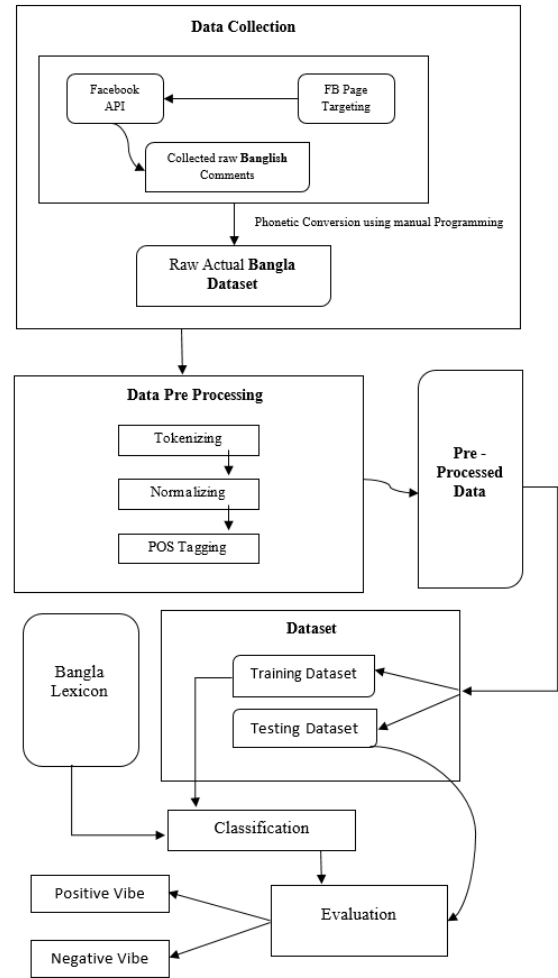 Data Collection
Facebook
API
FB Page
Targeting
Collected raw Banglish
Comments
Phonetic Conversion using manual Programming
Raw Actual Bangla
Dataset
Data Pre Processing
Tokenizing
Normalizing
POS Tagging
Pre -
Processed
Data
Bangla
Lexicon
Dataset
Training Dataset
Testing Dataset
Classification
Positive Vibe
Evaluation
Negative Vibe